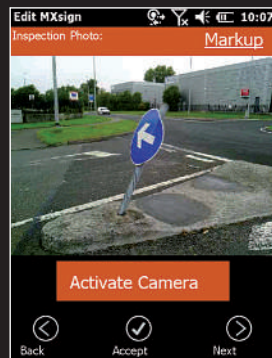 Edit MXsign 10:07
Inspection Photo: Markup
Activate Camera
Back Accept Next